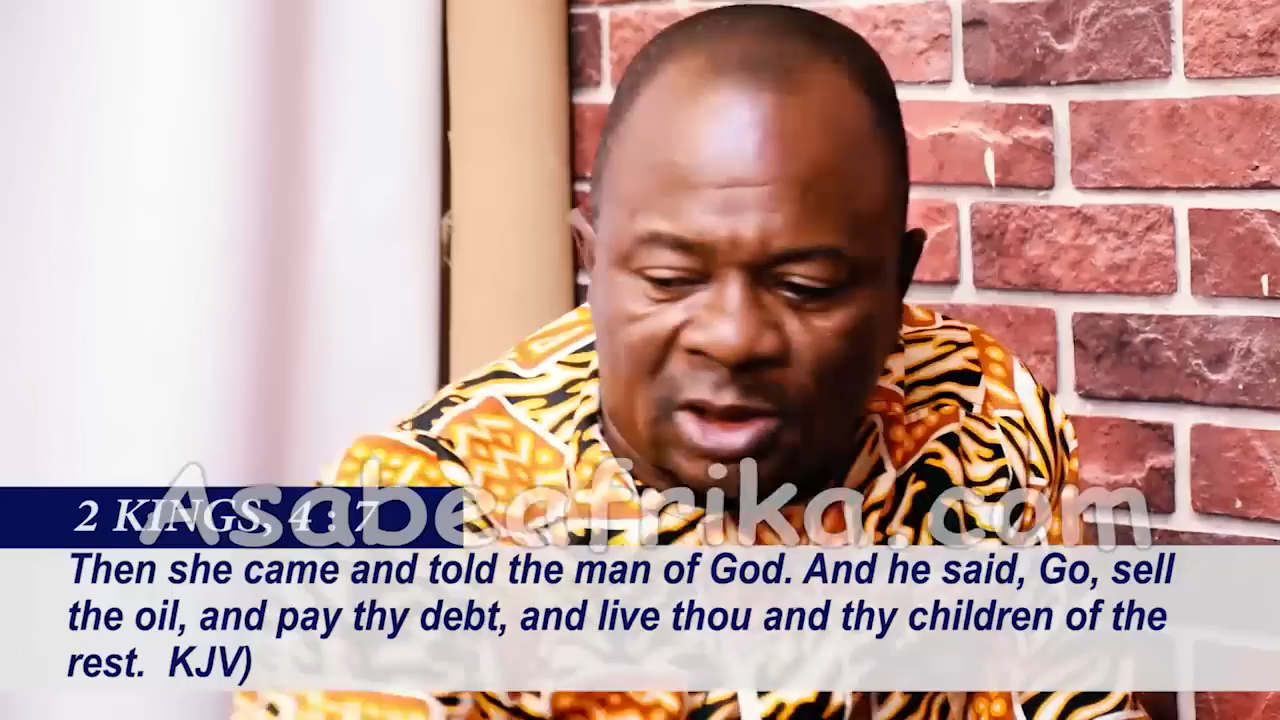 2 KINGS, 4 : 7
Asabeafrika.com
Then she came and told the man of God. And he said, Go, sell
the oil, and pay thy debt, and live thou and thy children of the
rest.  KJV)